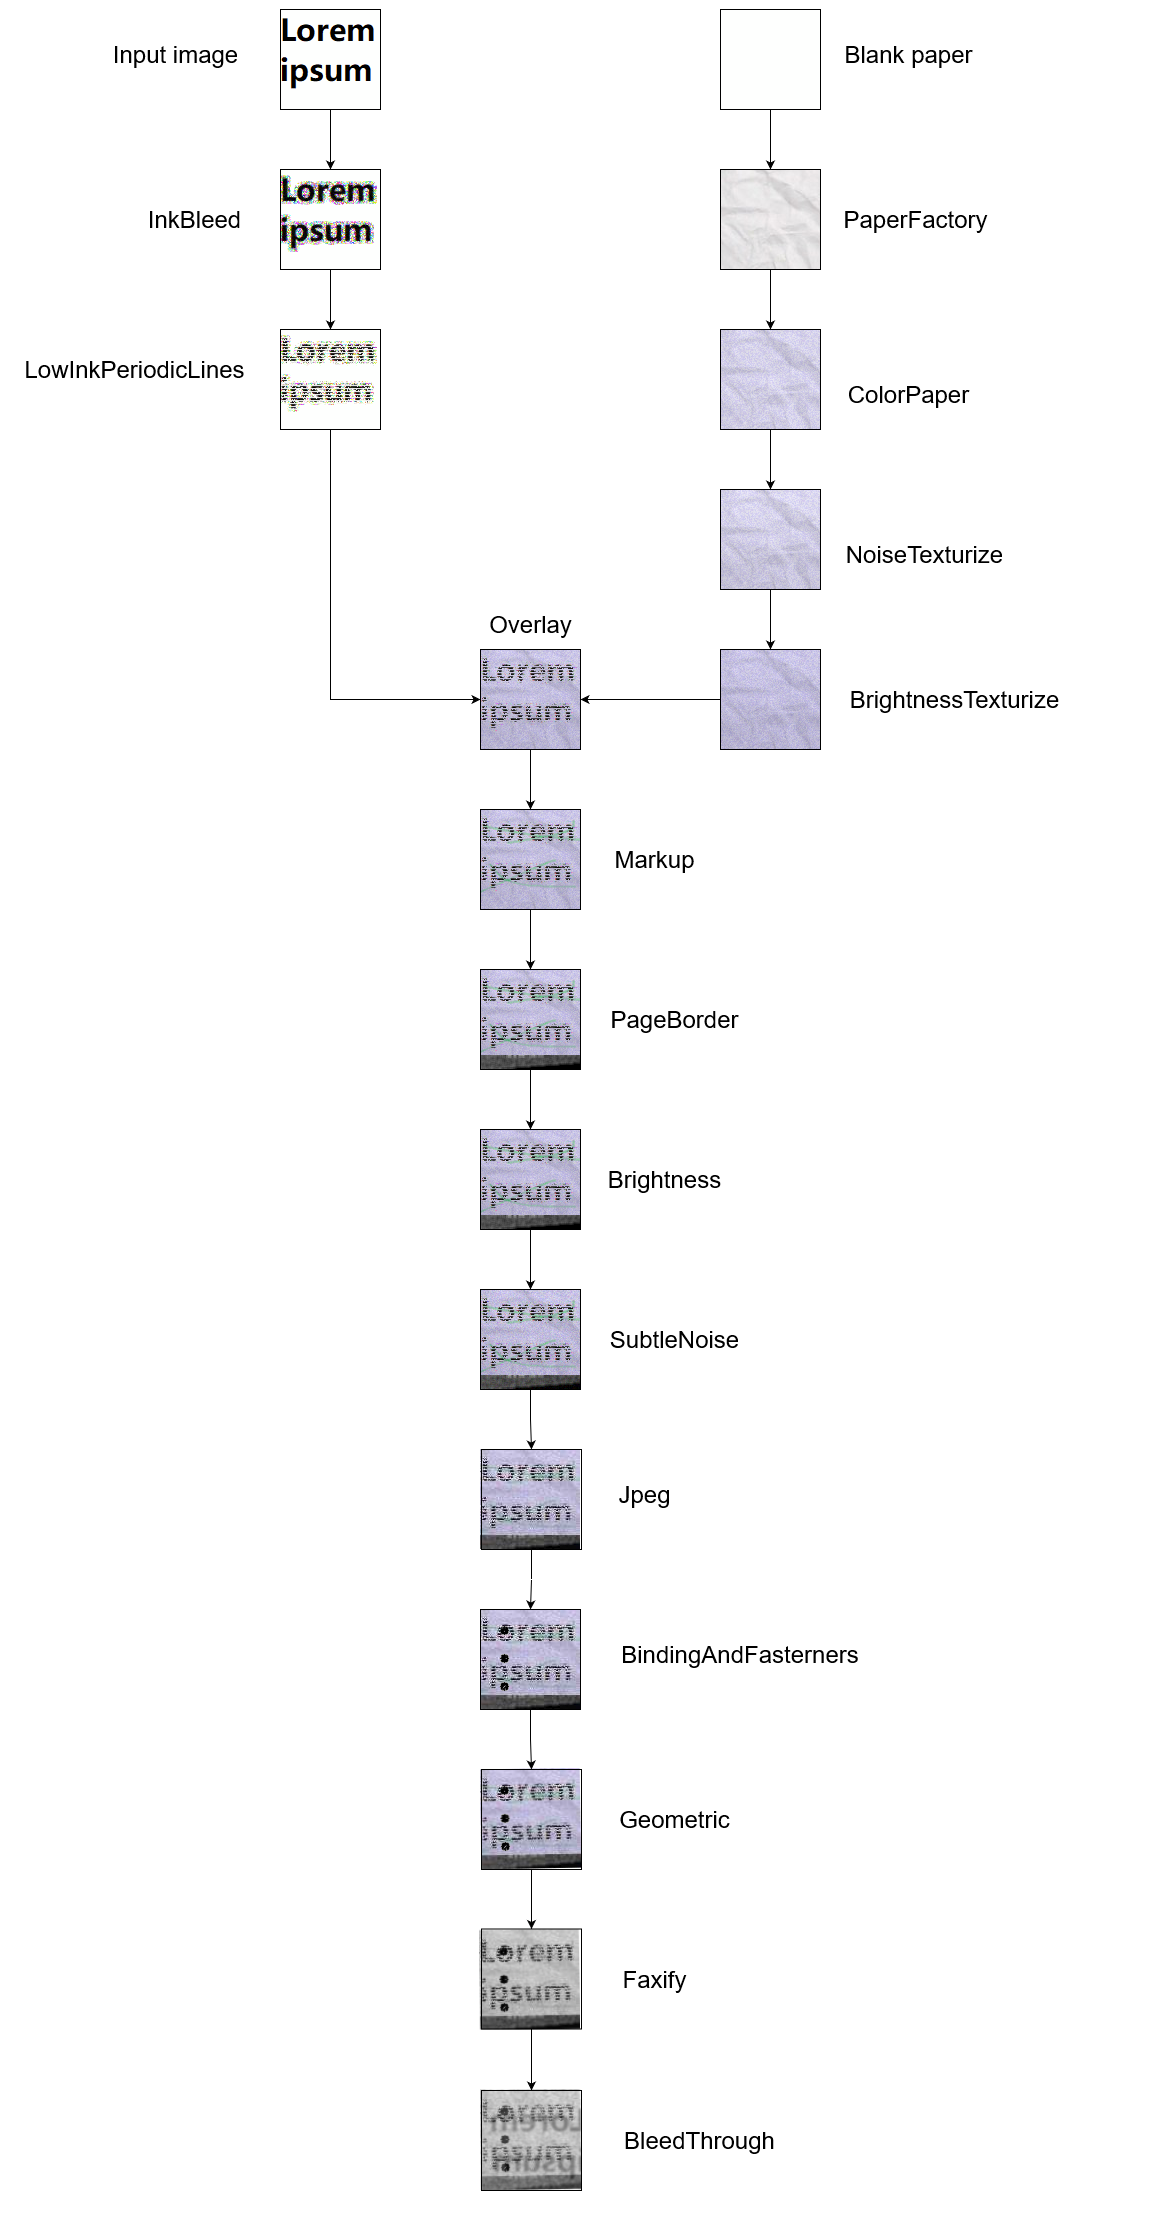 Input image
Lorem
ipsum
Blank paper
InkBleed
Lorem
ipsum
PaperFactory
LowInkPeriodicLines
Lorem
ipsum
ColorPaper
NoiseTexturize
Overlay
Lorem
ipsum
BrightnessTexturize
Lorem
ipsum
Markup
Lorem
ipsum
PageBorder
Lorem
ipsum
Brightness
Lorem
ipsum
SubtleNoise
Lorem
ipsum
Jpeg
Lorem
ipsum
BindingAndFasterners
Lorem
ipsum
Geometric
Lorem
ipsum
Faxify
Lorem
ipsum
BleedThrough